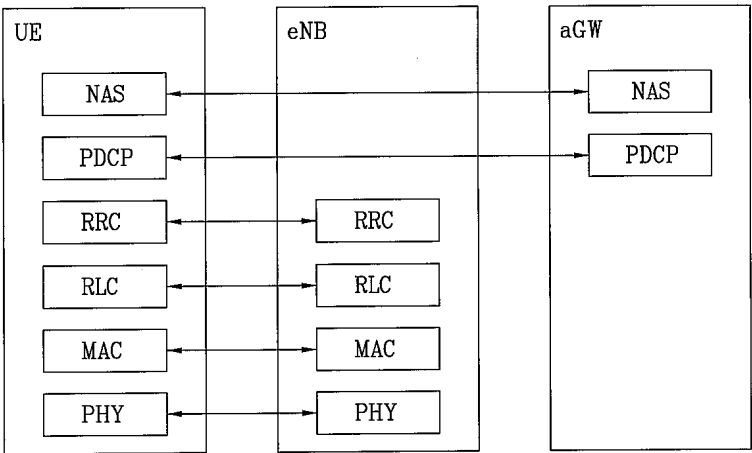 UE
eNB
aGW
NAS
NAS
PDCP
PDCP
RRC
RRC
RLC
RLC
MAC
MAC
PHY
PHY